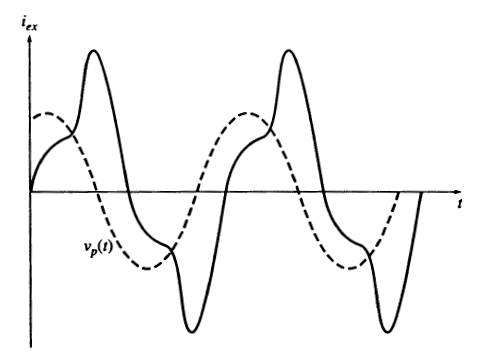 i_ex
v_p(t)
t